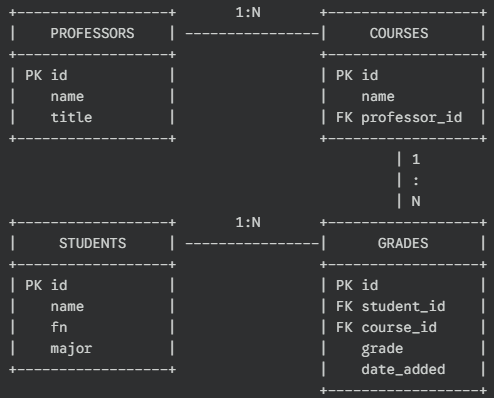 1:N
PROFESSORS
COURSES
PK id
name
title
PK id
name
FK professor_id
1
:
N
1:N
STUDENTS
GRADES
PK id
name
fn
major
PK id
FK student_id
FK course_id
grade
date_added